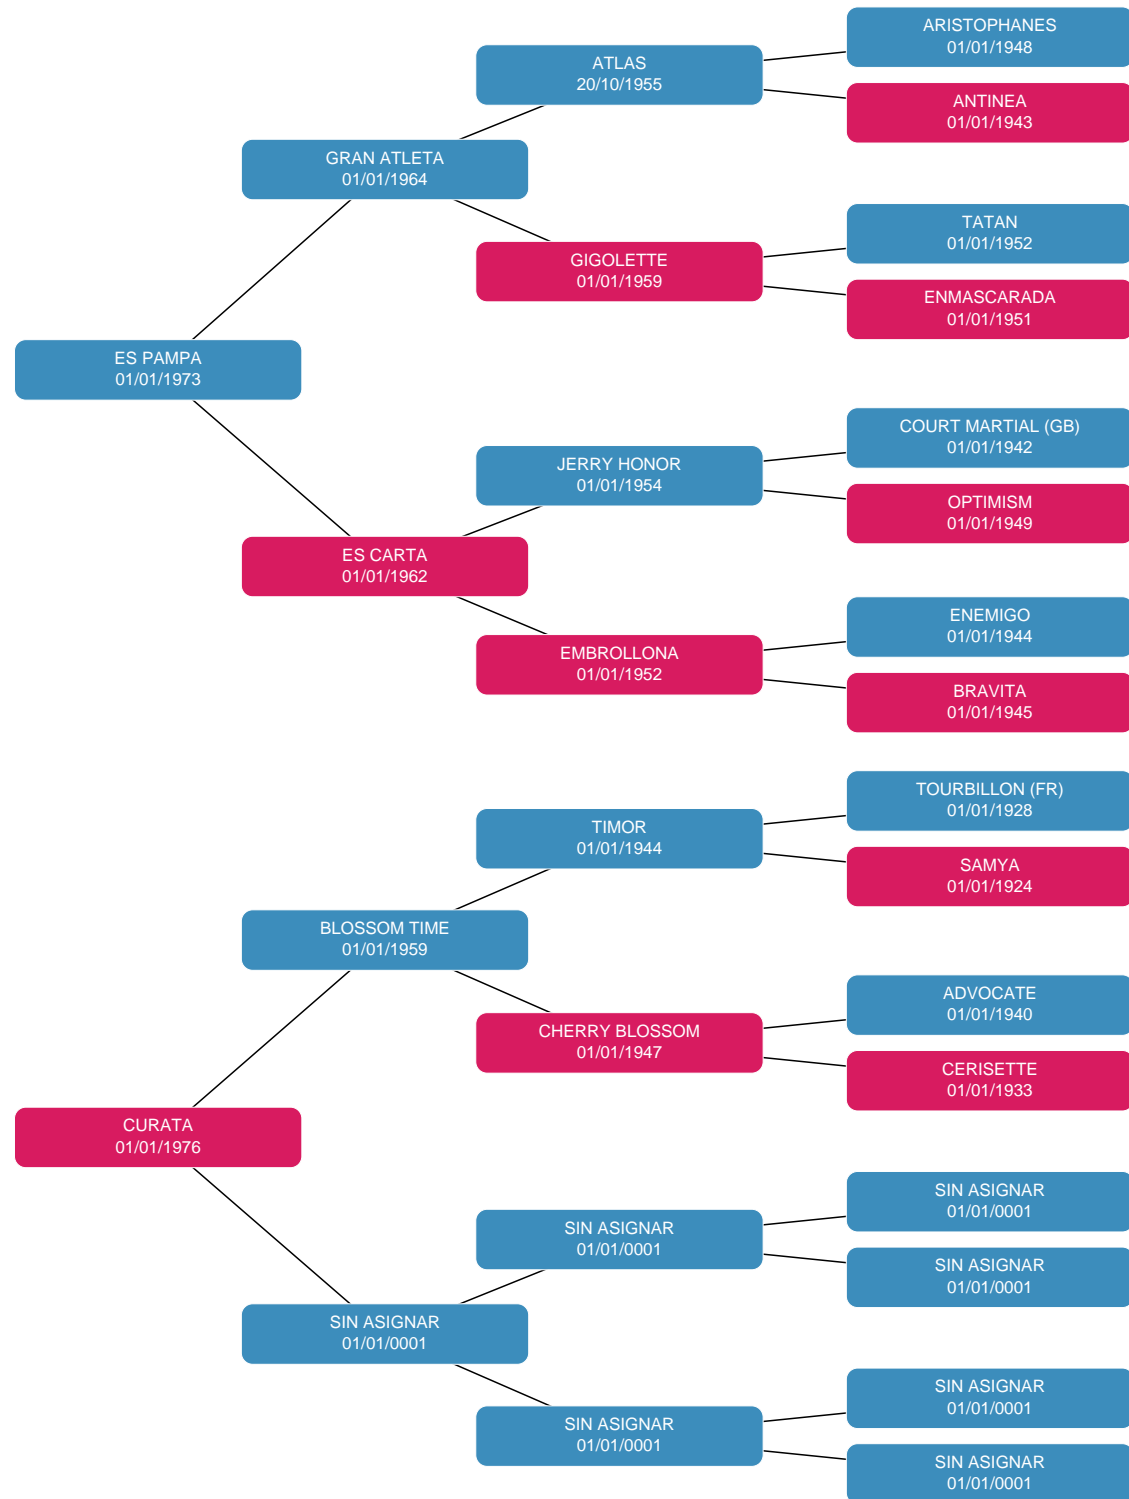 ARISTOPHANES
01/01/1948
ATLAS
20/10/1955
ANTINEA
01/01/1943
GRAN ATLETA
01/01/1964
TATAN
01/01/1952
GIGOLETTE
01/01/1959
ENMASCARADA
01/01/1951
ES PAMPA
01/01/1973
COURT MARTIAL (GB)
01/01/1942
JERRY HONOR
01/01/1954
OPTIMISM
01/01/1949
ES CARTA
01/01/1962
ENEMIGO
01/01/1944
EMBROLLONA
01/01/1952
BRAVITA
01/01/1945
TOURBILLON (FR)
01/01/1928
TIMOR
01/01/1944
SAMYA
01/01/1924
BLOSSOM TIME
01/01/1959
ADVOCATE
01/01/1940
CHERRY BLOSSOM
01/01/1947
CERISETTE
01/01/1933
CURATA
01/01/1976
SIN ASIGNAR
01/01/0001
SIN ASIGNAR
01/01/0001
SIN ASIGNAR
01/01/0001
SIN ASIGNAR
01/01/0001
SIN ASIGNAR
01/01/0001
SIN ASIGNAR
01/01/0001
SIN ASIGNAR
01/01/0001